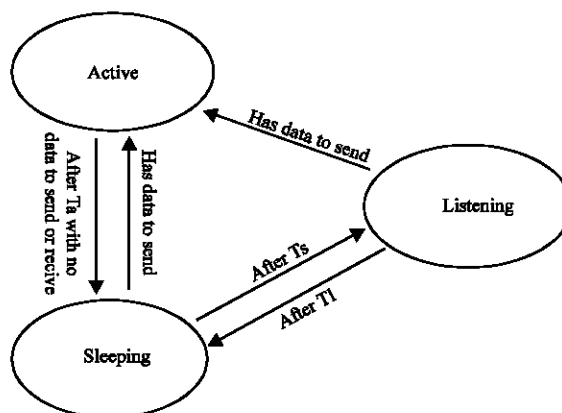 Active
Has data to send
Listening
After Ta with no
data to send or recive
Has data to send
After Ts
After Tl
Sleeping